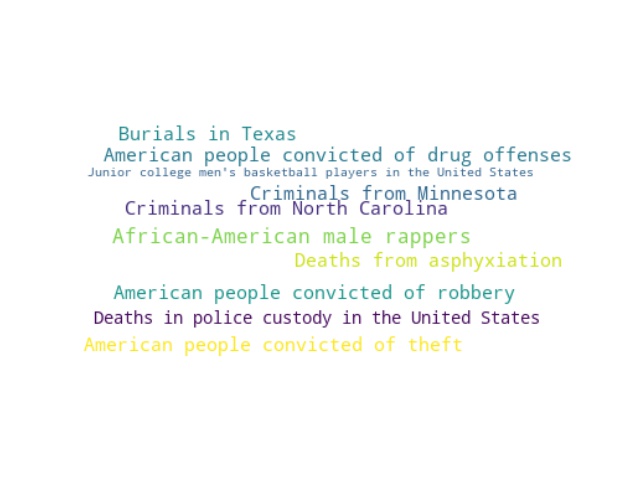 Burials in Texas
American people convicted of drug offenses
Junior college men's basketball players in the United States
Criminals from Minnesota
Criminals from North Carolina
African-American male rappers
Deaths from asphyxiation
American people convicted of robbery
Deaths in police custody in the United States
American people convicted of theft